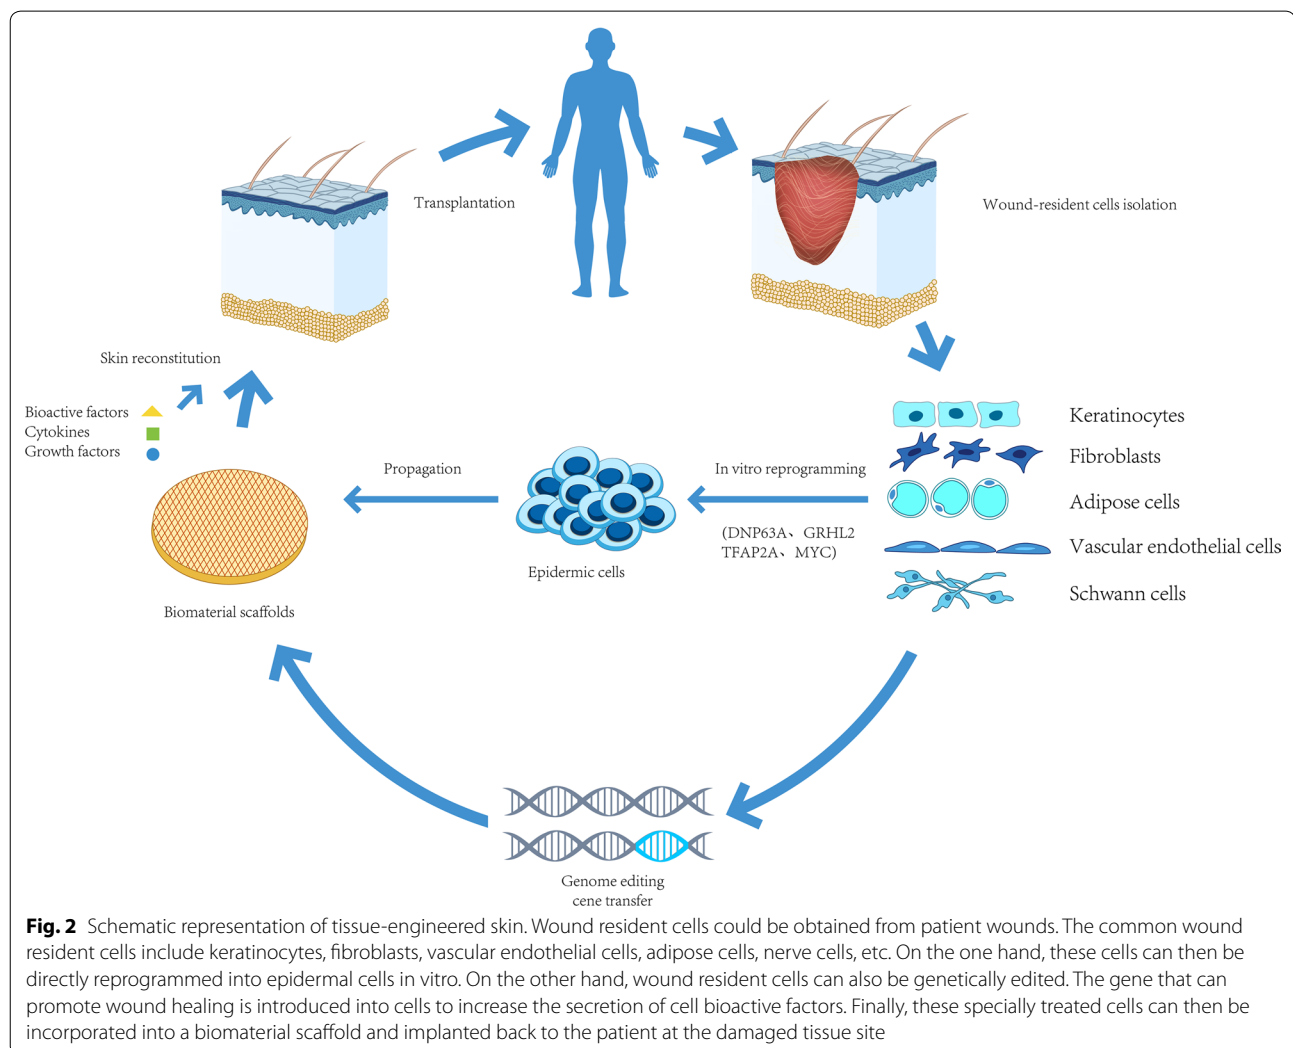 Transplantation
Wound-resident cells isolation
Skin reconstitution
Bioactive factors
Cytokines
Growth factors
Keratinocytes
Fibroblasts
Adipose cells
Vascular endothelial cells
Schwann cells
Propagation
In vitro reprogramming
(DNP63A、GRHL2
TFAP2A、MYC)
Epidermic cells
Biomaterial scaffolds
Genome editing
cene transfer
Fig. 2 Schematic representation of tissue-engineered skin. Wound resident cells could be obtained from patient wounds. The common wound
resident cells include keratinocytes, fibroblasts, vascular endothelial cells, adipose cells, nerve cells, etc. On the one hand, these cells can then be
directly reprogrammed into epidermal cells in vitro. On the other hand, wound resident cells can also be genetically edited. The gene that can
promote wound healing is introduced into cells to increase the secretion of cell bioactive factors. Finally, these specially treated cells can then be
incorporated into a biomaterial scaffold and implanted back to the patient at the damaged tissue site